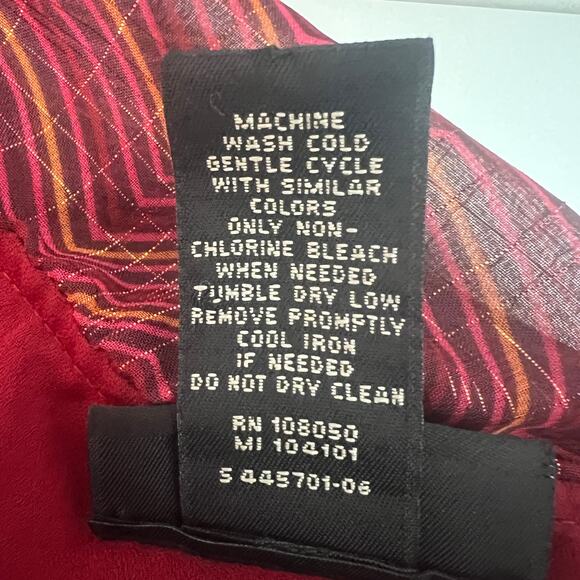 MACHINE
WASH COLD
GENTLE CYCLE
WITH SIMILAR
COLORS
ONLY NON-
CHLORINE BLEACH
WHEN NEEDED
TUMBLE DRY LOW
REMOVE PROMPTLY
COOL IRON
IF NEEDED
DO NOT DRY CLEAN
RN 108050
MI 104101
S 445701-06